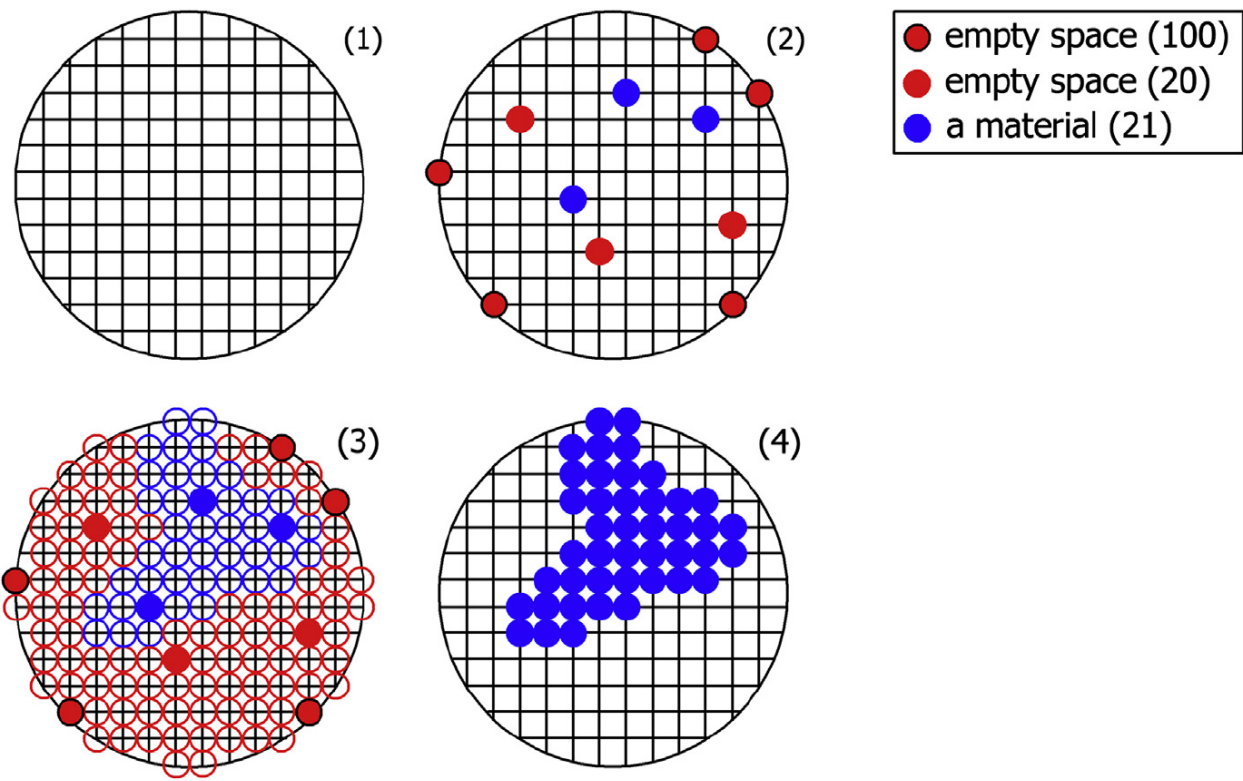 (1)
(2)
empty space (100)
empty space (20)
a material (21)
(3)
(4)